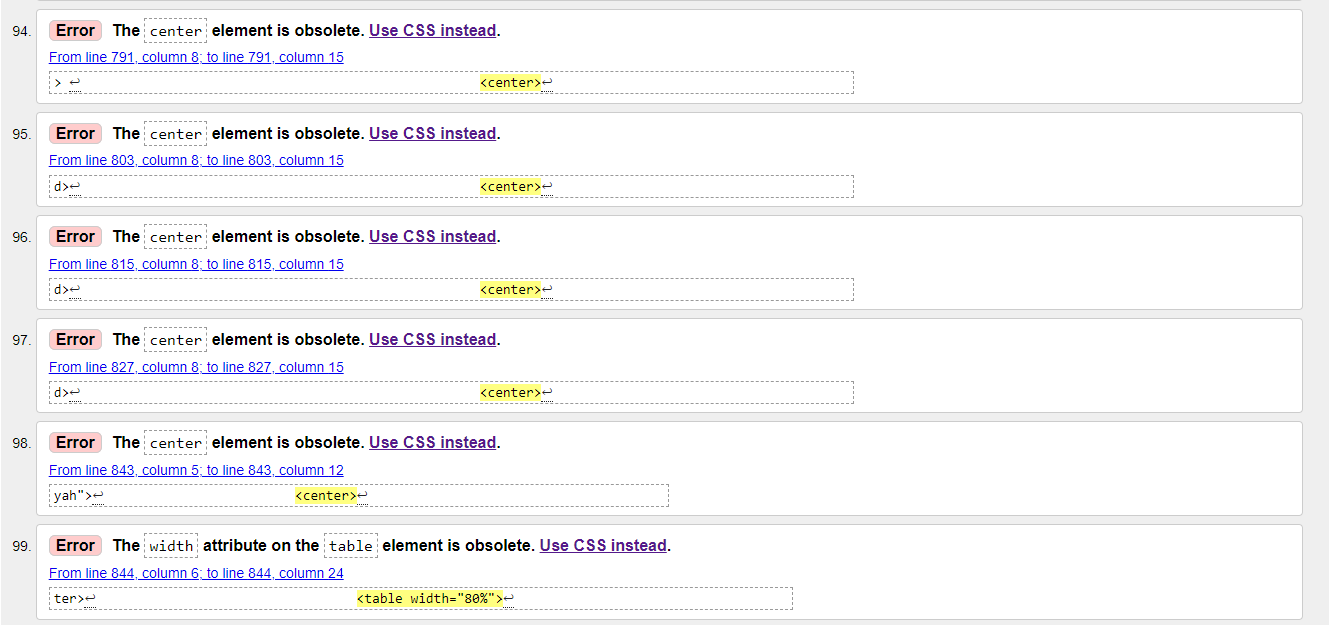 94. Error The center element is obsolete. Use CSS instead.
From line 791, column 8; to line 791, column 15
> ↩ <center>↩
95. Error The center element is obsolete. Use CSS instead.
From line 803, column 8; to line 803, column 15
d>↩ <center>↩
96. Error The center element is obsolete. Use CSS instead.
From line 815, column 8; to line 815, column 15
d>↩ <center>↩
97. Error The center element is obsolete. Use CSS instead.
From line 827, column 8; to line 827, column 15
d>↩ <center>↩
98. Error The center element is obsolete. Use CSS instead.
From line 843, column 5; to line 843, column 12
yah">↩ <center>↩
99. Error The width attribute on the table element is obsolete. Use CSS instead.
From line 844, column 6; to line 844, column 24
ter>↩ <table width="80%">↩